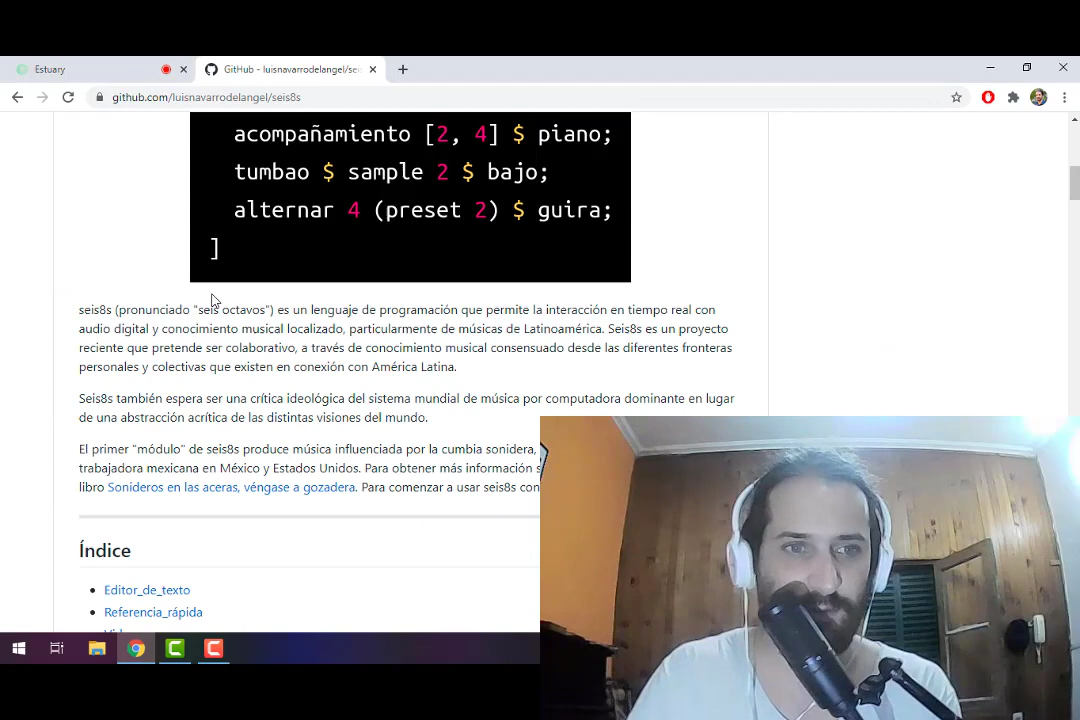 Estuary
GitHub - luisnavarrodelangel/seis
github.com/luisnavarrodelangel/seis8s
acompañamiento [2, 4] $ piano;
tumbao $ sample 2 $ bajo;
alternar 4 (preset 2) $ guira;
]
seis8s (pronunciado "seis octavos") es un lenguaje de programación que permite la interacción en tiempo real con
audio digital y conocimiento musical localizado, particularmente de músicas de Latinoamérica. Seis8s es un proyecto
reciente que pretende ser colaborativo, a través de conocimiento musical consensuado desde las diferentes fronteras
personales y colectivas que existen en conexión con América Latina.
Seis8s también espera ser una crítica ideológica del sistema mundial de música por computadora dominante en lugar
de una abstracción acrítica de las distintas visiones del mundo.
El primer "módulo" de seis8s produce música influenciada por la cumbia sonidera,
trabajadora mexicana en México y Estados Unidos. Para obtener más información s
libro Sonideros en las aceras, véngase a gozadera. Para comenzar a usar seis8s con
Índice
Editor_de_texto
Referencia_rápida